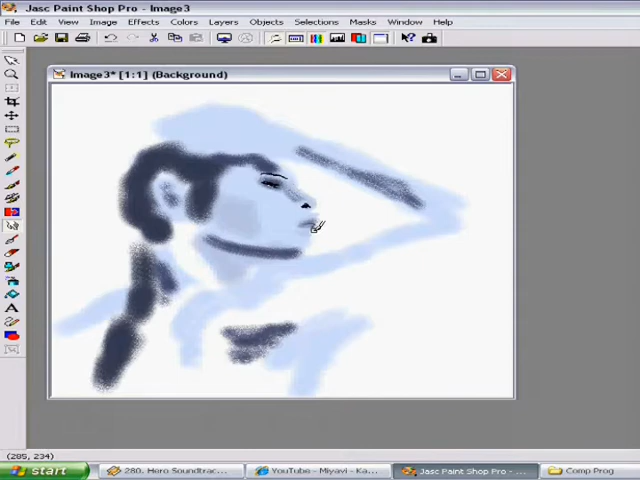 Jasc Paint Shop Pro - Image3
File Edit View Image Effects Colors Layers Objects Selections Masks Window Help
Image3* [1:1] (Background)
(285, 234)
start
280. Hero Soundtrac...
YouTube - Miyavi - Ka...
Jasc Paint Shop Pro - ...
Comp Prog